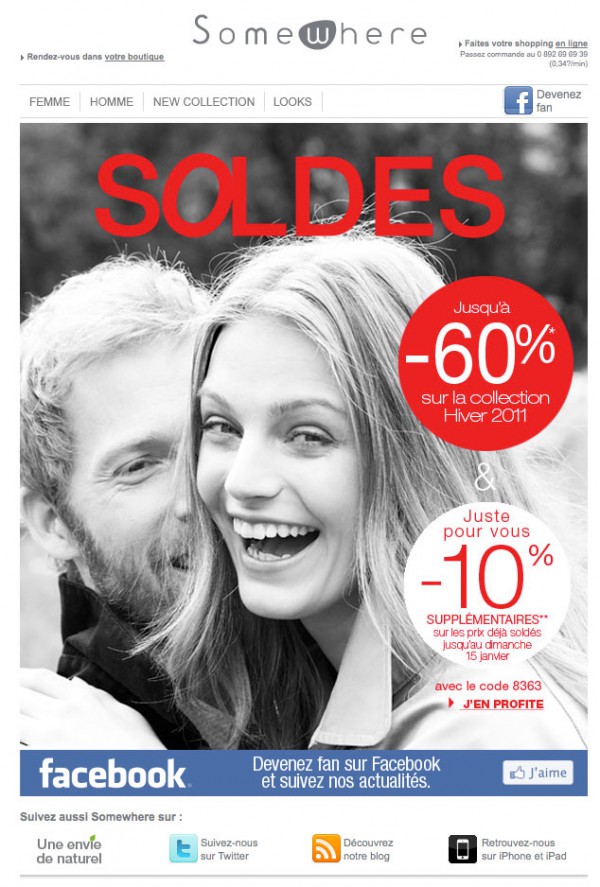 Somewhere
Rendez-vous dans votre boutique
Faites votre shopping en ligne
Passez commande au 0 892 69 69 39
(0,34?/min)
FEMME
HOMME
NEW COLLECTION
LOOKS
f
Devenez
fan
SOLDES
Jusqu'à
-60%*
sur la collection
Hiver 2011
&
Juste
pour vous
-10%
SUPPLÉMENTAIRES**
sur les prix déjà soldés
jusqu'au dimanche
15 janvier
avec le code 8363
J'EN PROFITE
facebook
Devenez fan sur Facebook
et suivez nos actualités.
J'aime
Suivez aussi Somewhere sur :
Une envie
de naturel
t
Suivez-nous
sur Twitter
Découvrez
notre blog
Retrouvez-nous
sur iPhone et iPad